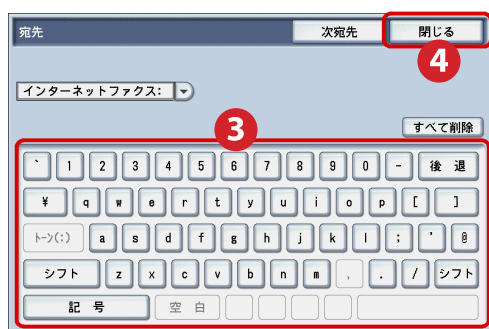 宛先 次宛先 閉じる
4
インターネットファクス:
3
すべて削除
` 1 2 3 4 5 6 7 8 9 0 - 後 退
¥ q w e r t y u i o p [ ]
トーン(:) a s d f g h j k l ; ' @
シフト z x c v b n m , . / シフト
記 号 空 白